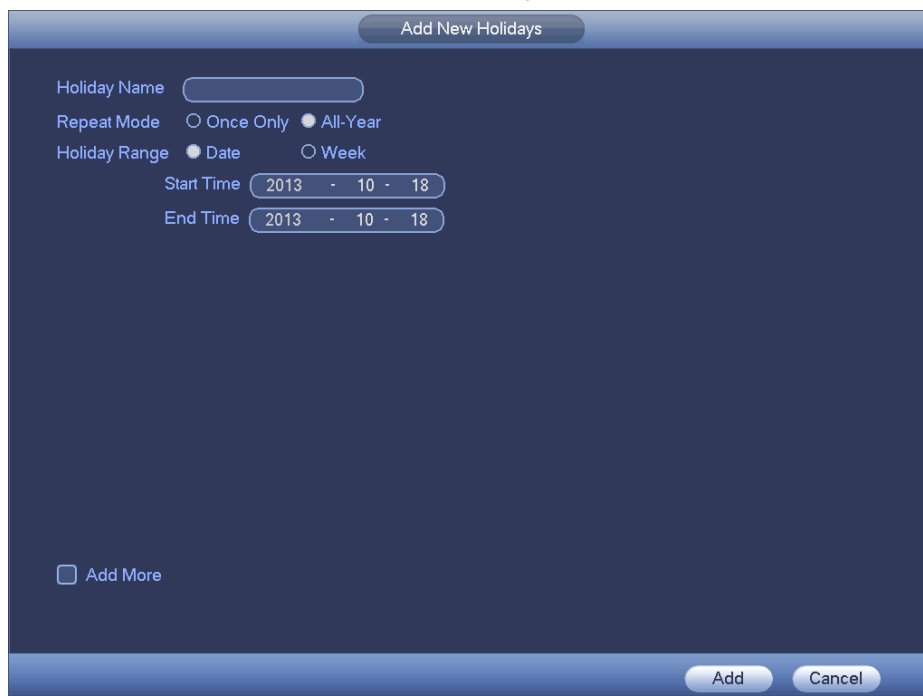 Add New Holidays
Holiday Name
Repeat Mode Once Only All-Year
Holiday Range Date Week
Start Time 2013 - 10 - 18
End Time 2013 - 10 - 18
Add More
Add Cancel